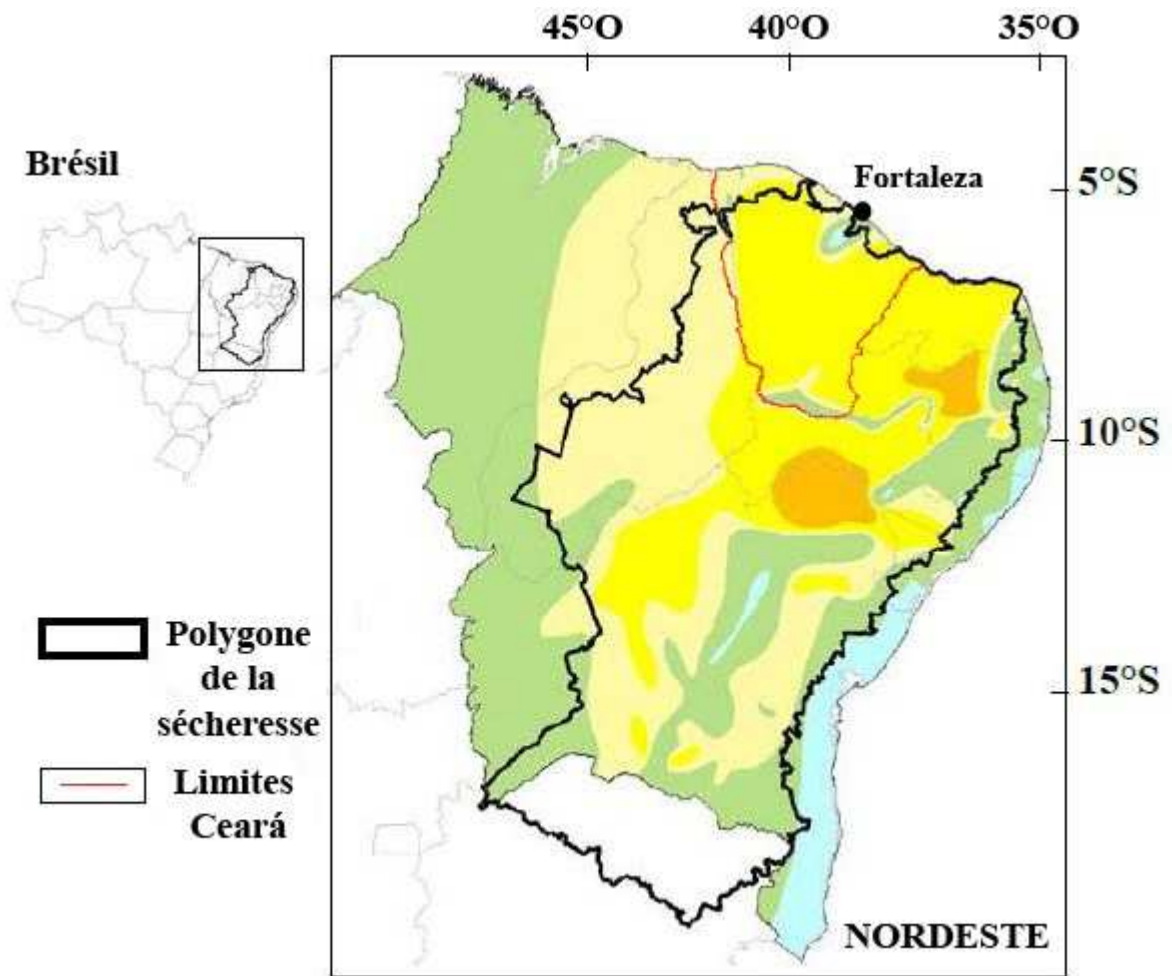 45°O 40°O 35°O
Brésil
Fortaleza
5°S
10°S
15°S
Polygone
de la
sécheresse
Limites
Ceará
NORDESTE